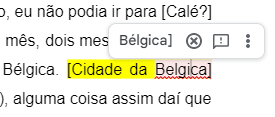 o, eu não podia ir para [Calé?]
mês, dois mes
Bélgica]
Bélgica. [Cidade da Belgica]
), alguma coisa assim daí que